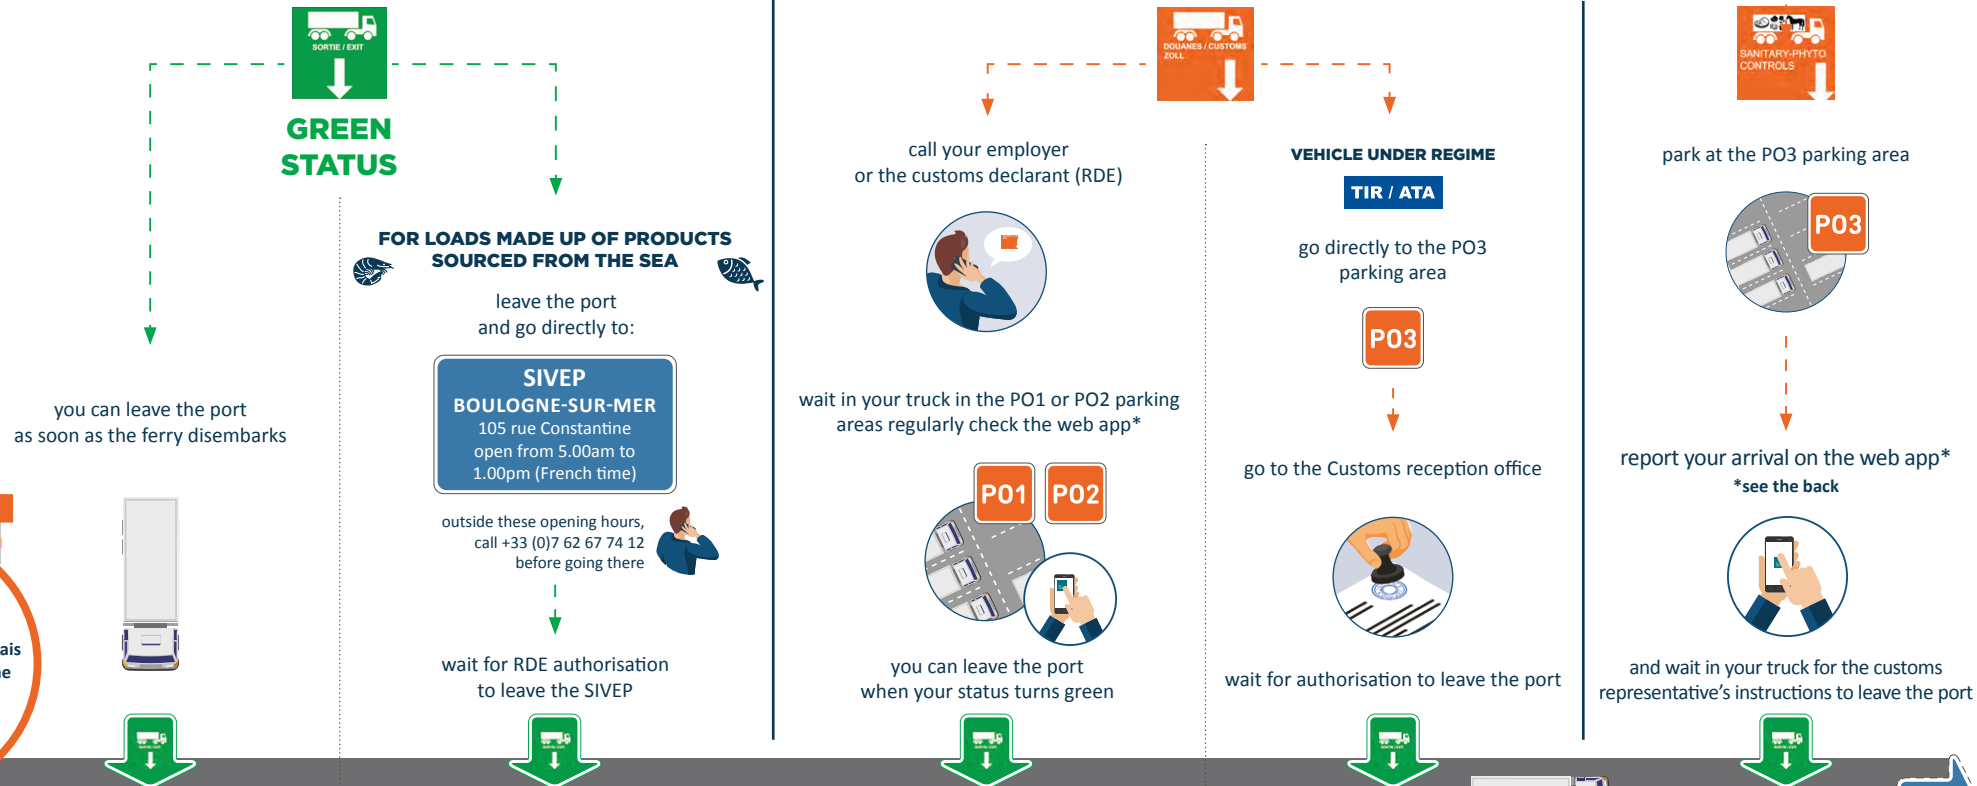 SORTIE / EXIT
GREEN
STATUS
you can leave the port
as soon as the ferry disembarks
FOR LOADS MADE UP OF PRODUCTS
SOURCED FROM THE SEA
leave the port
and go directly to:
SIVEP
BOULOGNE-SUR-MER
105 rue Constantine
open from 5.00am to
1.00pm (French time)
outside these opening hours,
call +33 (0)7 62 67 74 12
before going there
wait for RDE authorisation
to leave the SIVEP
DOUANES / CUSTOMS
ZOLL
call your employer
or the customs declarant (RDE)
wait in your truck in the PO1 or PO2 parking
areas regularly check the web app*
PO1 PO2
you can leave the port
when your status turns green
VEHICLE UNDER REGIME
TIR / ATA
go directly to the PO3
parking area
PO3
go to the Customs reception office
wait for authorisation to leave the port
SANITARY-PHYTO
CONTROLS
park at the PO3 parking area
PO3
report your arrival on the web app*
*see the back
and wait in your truck for the customs
representative's instructions to leave the port